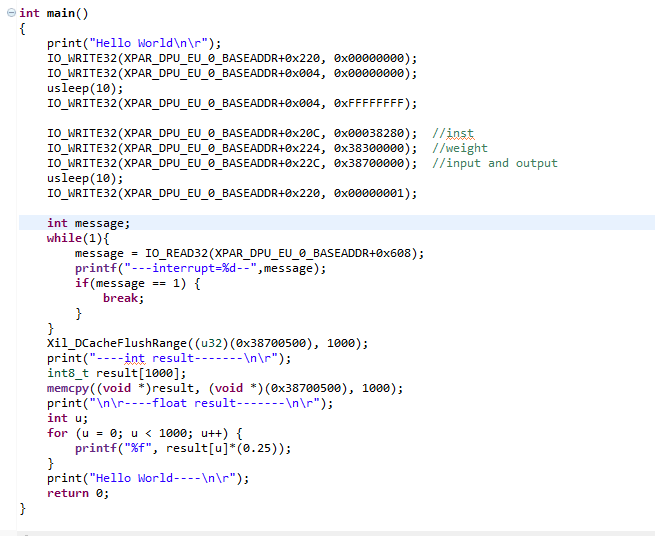 int main()
{
    print("Hello World\n\r");
    IO_WRITE32(XPAR_DPU_EU_0_BASEADDR+0x220, 0x00000000);
    IO_WRITE32(XPAR_DPU_EU_0_BASEADDR+0x004, 0x00000000);
    usleep(10);
    IO_WRITE32(XPAR_DPU_EU_0_BASEADDR+0x004, 0xFFFFFFFF);

    IO_WRITE32(XPAR_DPU_EU_0_BASEADDR+0x20C, 0x00038280);  //inst
    IO_WRITE32(XPAR_DPU_EU_0_BASEADDR+0x224, 0x38300000);  //weight
    IO_WRITE32(XPAR_DPU_EU_0_BASEADDR+0x22C, 0x38700000);  //input and output
    usleep(10);
    IO_WRITE32(XPAR_DPU_EU_0_BASEADDR+0x220, 0x00000001);

    int message;
    while(1){
        message = IO_READ32(XPAR_DPU_EU_0_BASEADDR+0x608);
        printf("---interrupt=%d--",message);
        if(message == 1) {
            break;
        }
    }
    Xil_DCacheFlushRange((u32)(0x38700500), 1000);
    print("----int result-------\n\r");
    int8_t result[1000];
    memcpy((void *)result, (void *)(0x38700500), 1000);
    print("\n\r----float result-------\n\r");
    int u;
    for (u = 0; u < 1000; u++) {
        printf("%f", result[u]*(0.25));
    }
    print("Hello World----\n\r");
    return 0;
}